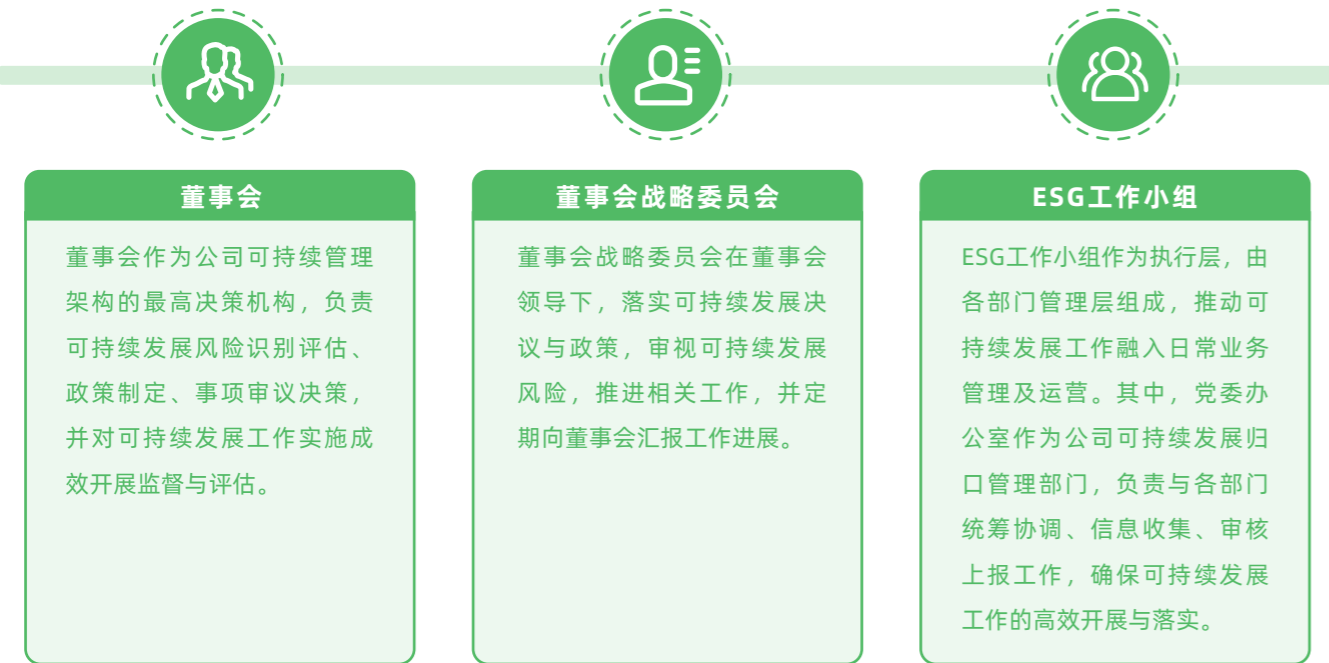 董事会
董事会作为公司可持续管理
架构的最高决策机构，负责
可持续发展风险识别评估、
政策制定、事项审议决策，
并对可持续发展工作实施成
效开展监督与评估。
董事会战略委员会
董事会战略委员会在董事会
领导下，落实可持续发展决
议与政策，审视可持续发展
风险，推进相关工作，并定
期向董事会汇报工作进展。
ESG工作小组
ESG工作小组作为执行层，由
各部门管理层组成，推动可
持续发展工作融入日常业务
管理及运营。其中，党委办
公室作为公司可持续发展归
口管理部门，负责与各部门
统筹协调、信息收集、审核
上报工作，确保可持续发展
工作的高效开展与落实。